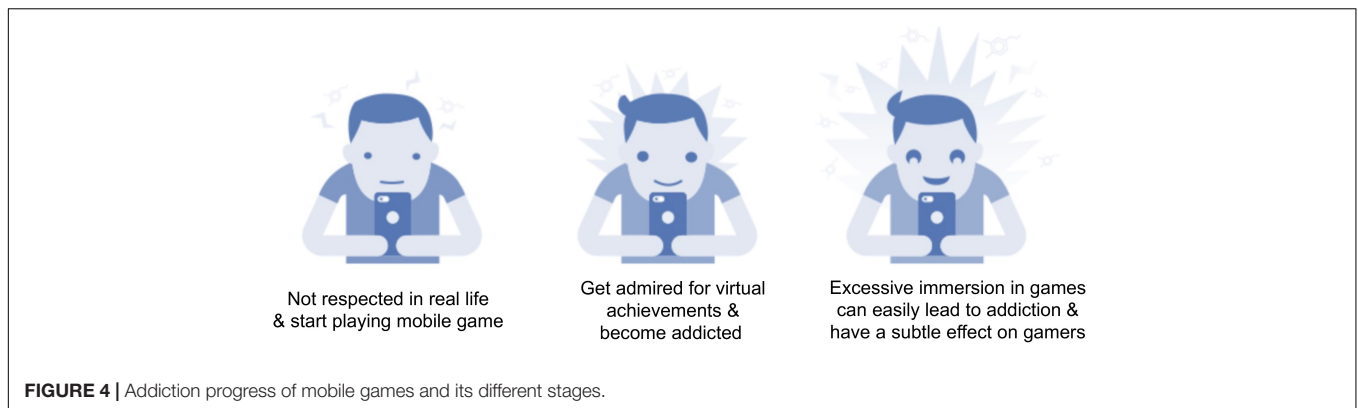 Not respected in real life
& start playing mobile game
Get admired for virtual
achievements &
become addicted
Excessive immersion in games
can easily lead to addiction &
have a subtle effect on gamers
FIGURE 4 | Addiction progress of mobile games and its different stages.